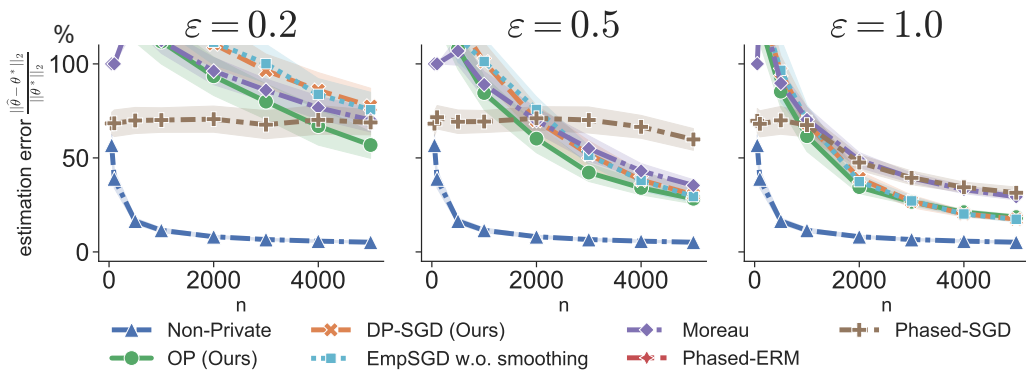 ε = 0.2
ε = 0.5
ε = 1.0
%
estimation error ||θ̂ − θ*||₂ / ||θ*||₂
100
50
0
0 2000 4000
0 2000 4000
0 2000 4000
n
n
n
Non-Private
DP-SGD (Ours)
Moreau
Phased-SGD
OP (Ours)
EmpSGD w.o. smoothing
Phased-ERM